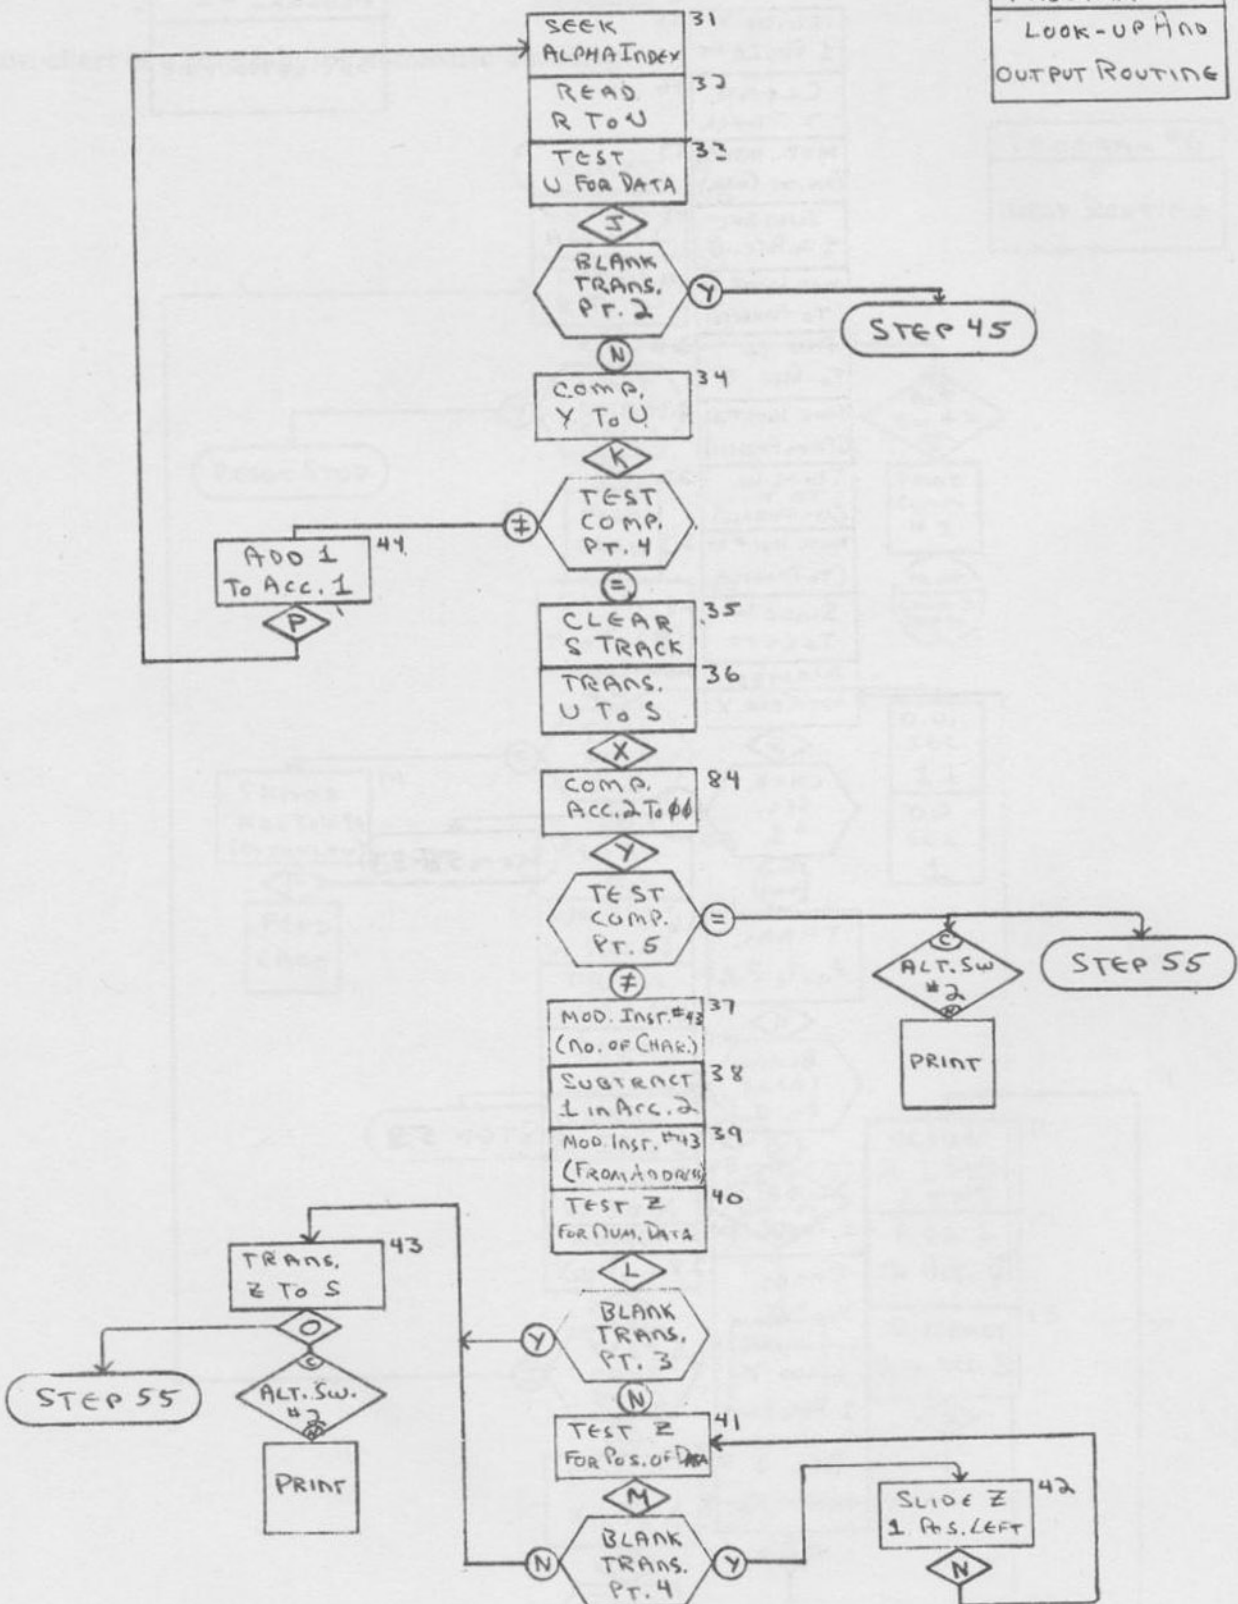 LOOK-UP AND
OUTPUT ROUTINE
SEEK
ALPHA INDEX
31
READ
R TO U
32
TEST
U FOR DATA
33
J
BLANK
TRANS.
PT. 2
Y
STEP 45
N
COMP.
Y TO U
34
K
TEST
COMP.
PT. 4
≠
ADD 1
TO ACC. 1
44
P
=
CLEAR
S TRACK
35
TRANS.
U TO S
36
X
COMP.
ACC. 2 TO ϕϕ
84
Y
TEST
COMP.
PT. 5
=
C
ALT. SW
#2
PRINT
STEP 55
≠
MOD. INST. #43
(NO. OF CHAR.)
37
SUBTRACT
1 IN ACC. 2
38
MOD. INST. #43
(FROM ADDRESS)
39
TEST Z
FOR NUM. DATA
40
L
BLANK
TRANS.
PT. 3
Y
TRANS.
Z TO S
43
O
STEP 55
C
ALT. SW.
#2
PRINT
N
TEST Z
FOR POS. OF DATA
41
M
BLANK
TRANS.
PT. 4
N
Y
SLIDE Z
1 POS. LEFT
42
N